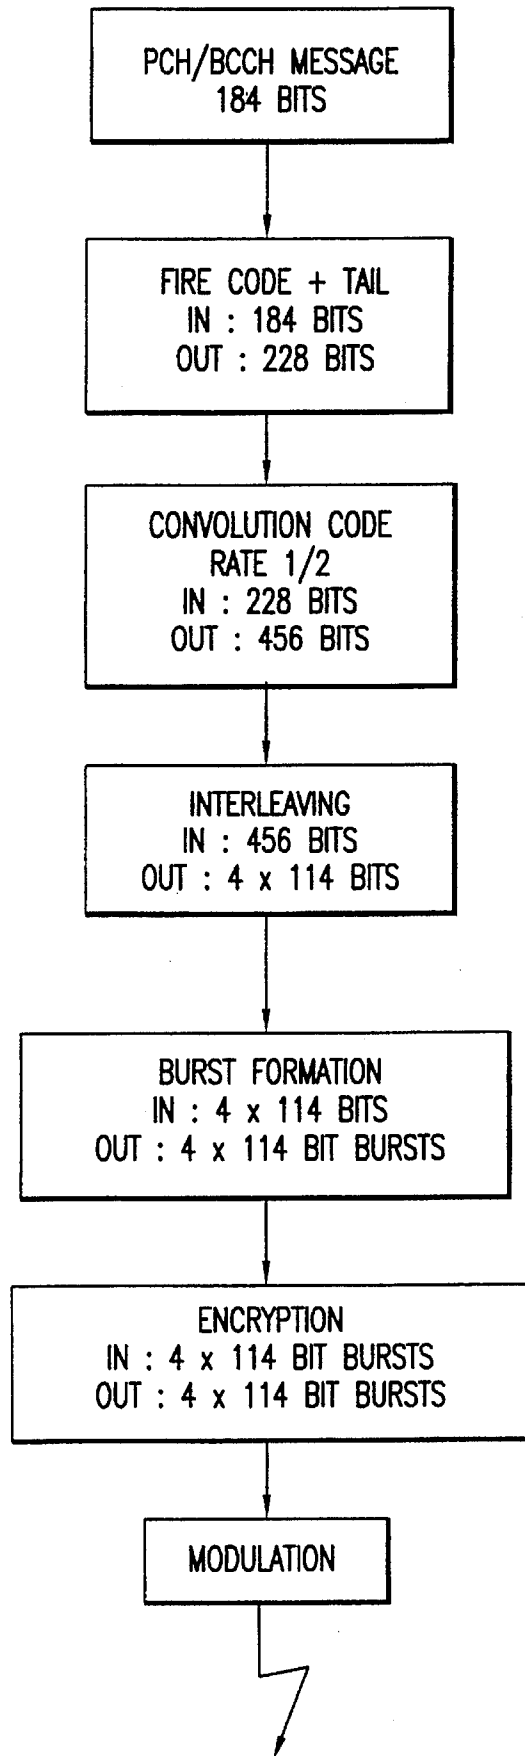 PCH/BCCH MESSAGE
184 BITS
FIRE CODE + TAIL
IN : 184 BITS
OUT : 228 BITS
CONVOLUTION CODE
RATE 1/2
IN : 228 BITS
OUT : 456 BITS
INTERLEAVING
IN : 456 BITS
OUT : 4 x 114 BITS
BURST FORMATION
IN : 4 x 114 BITS
OUT : 4 x 114 BIT BURSTS
ENCRYPTION
IN : 4 x 114 BIT BURSTS
OUT : 4 x 114 BIT BURSTS
MODULATION